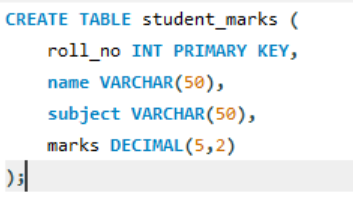 CREATE TABLE student_marks (
    roll_no INT PRIMARY KEY,
    name VARCHAR(50),
    subject VARCHAR(50),
    marks DECIMAL(5,2)
);